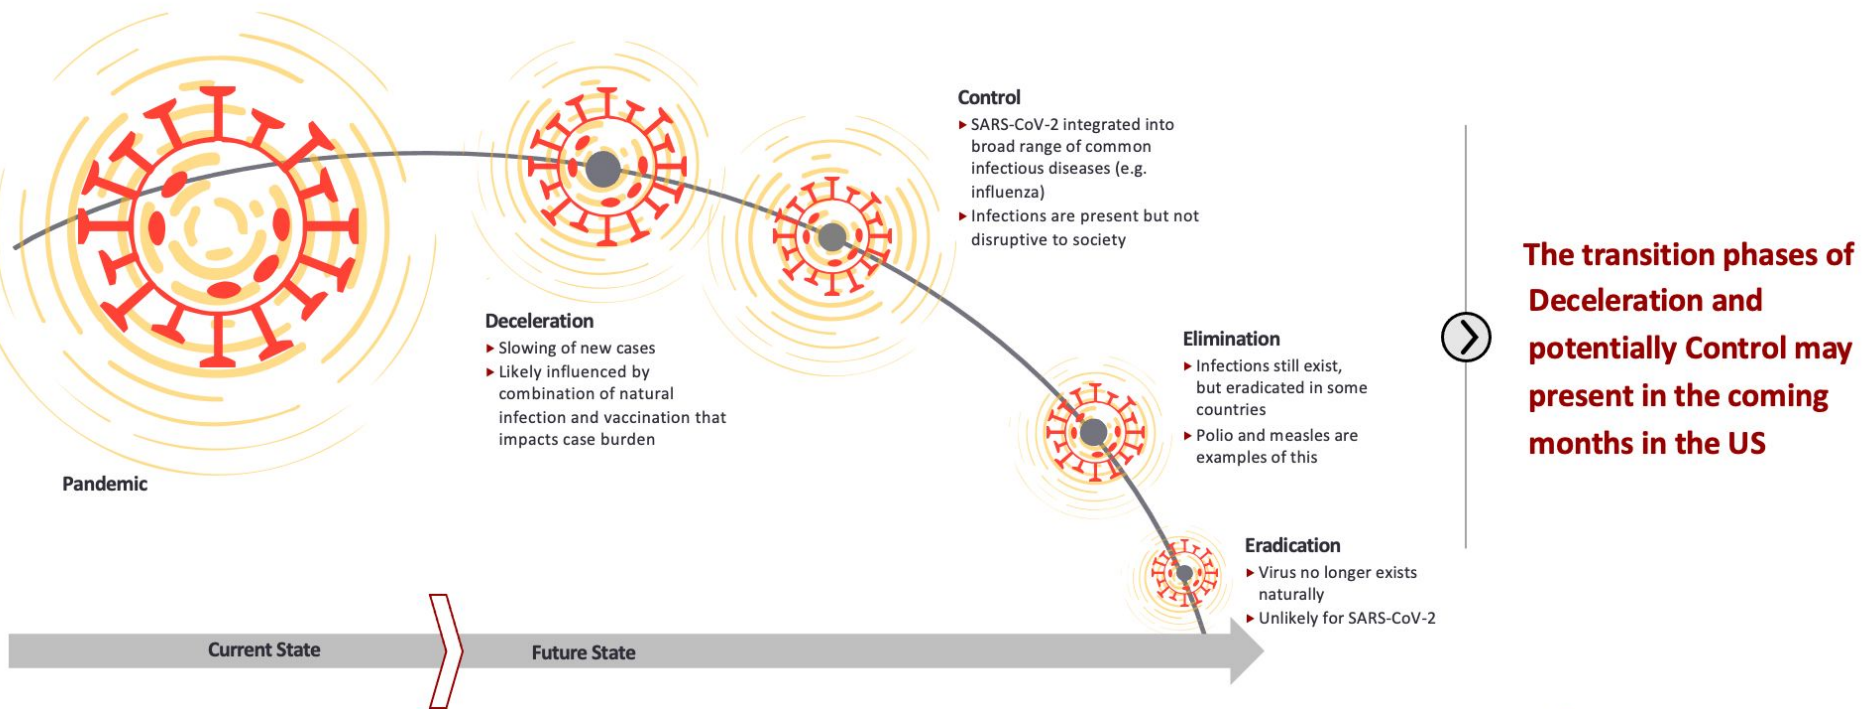 Pandemic
Deceleration
▶ Slowing of new cases
▶ Likely influenced by
combination of natural
infection and vaccination that
impacts case burden
Control
▶ SARS-CoV-2 integrated into
broad range of common
infectious diseases (e.g.
influenza)
▶ Infections are present but not
disruptive to society
Elimination
▶ Infections still exist,
but eradicated in some
countries
▶ Polio and measles are
examples of this
Eradication
▶ Virus no longer exists
naturally
▶ Unlikely for SARS-CoV-2
Current State
Future State
The transition phases of
Deceleration and
potentially Control may
present in the coming
months in the US